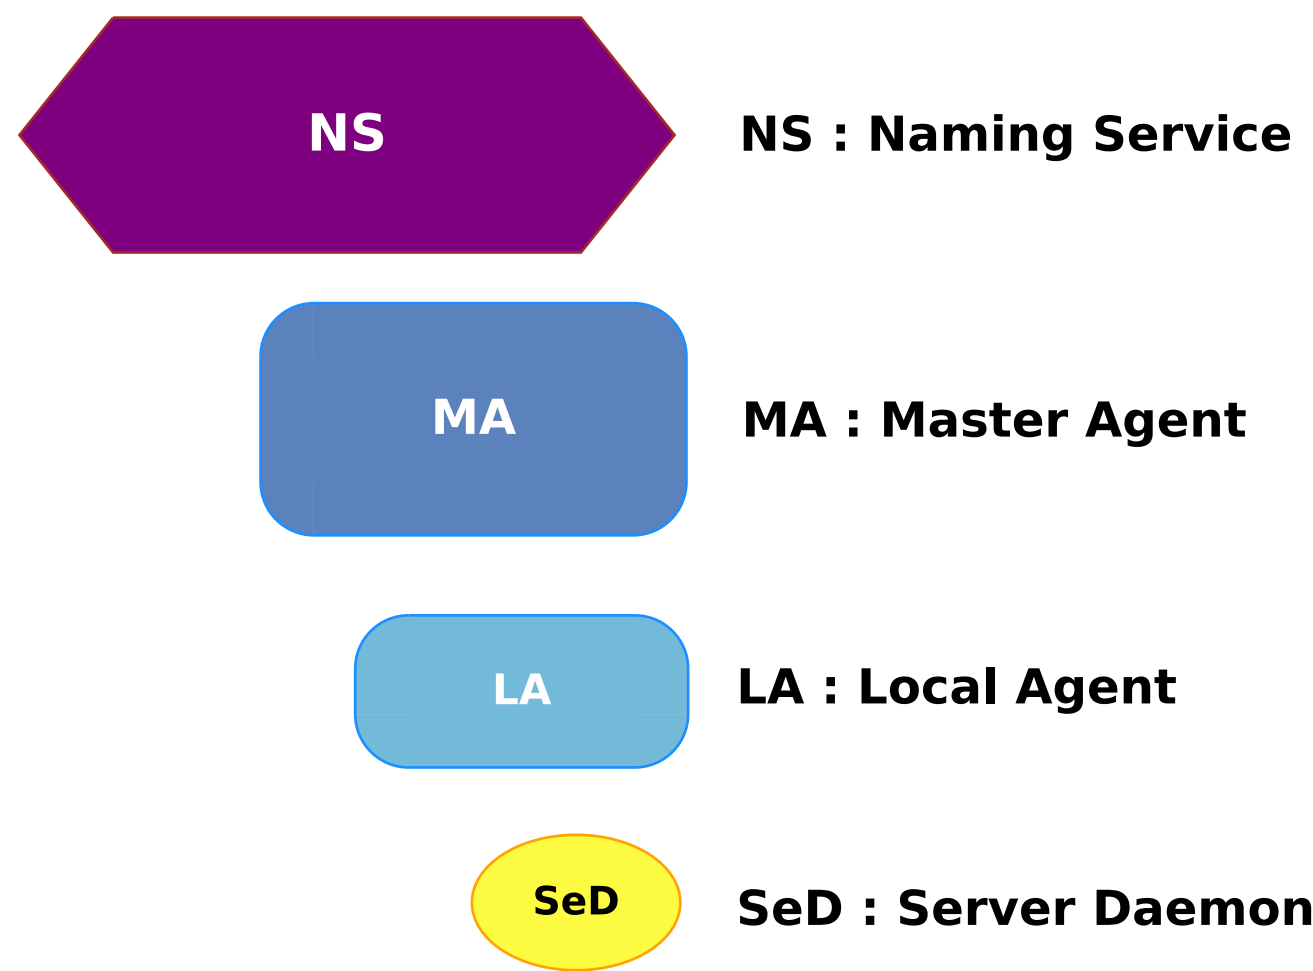 NS
NS : Naming Service
MA
MA : Master Agent
LA
LA : Local Agent
SeD
SeD : Server Daemon